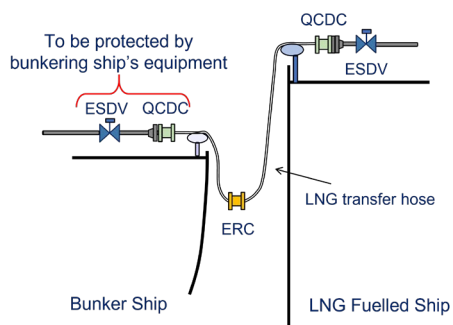 QCDC
To be protected by
bunkering ship's equipment
ESDV
ESDV
QCDC
LNG transfer hose
ERC
Bunker Ship
LNG Fuelled Ship